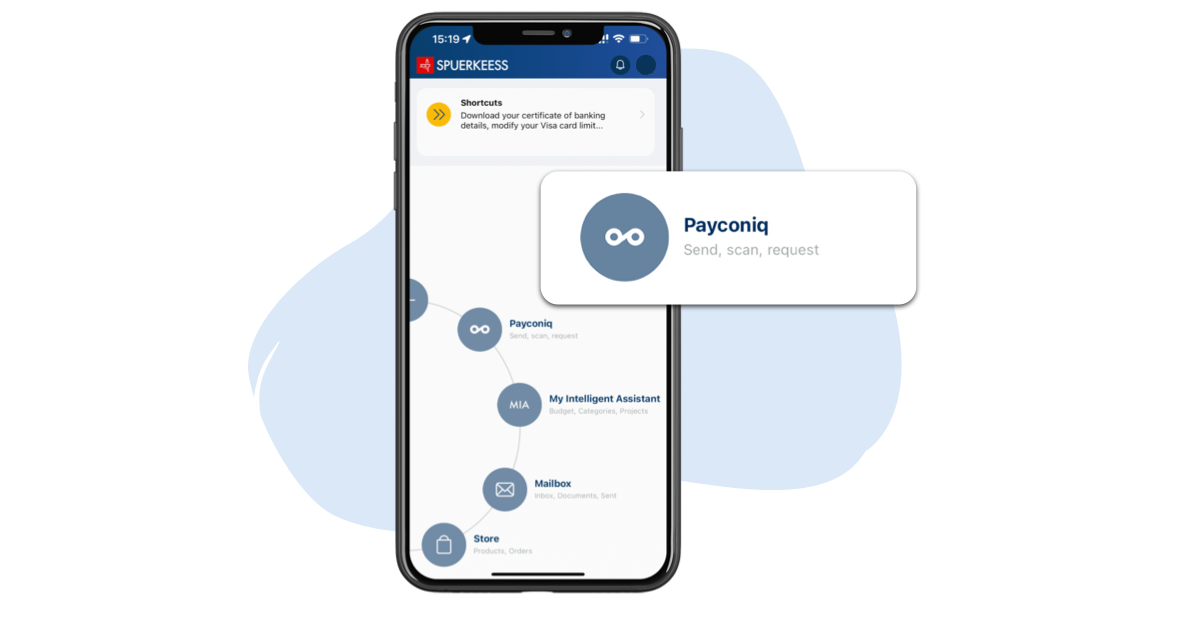 15:19
SPUERKEESS
Shortcuts
Download your certificate of banking
details, modify your Visa card limit...
Payconiq
Send, scan, request
Payconiq
Send, scan, request
MIA
My Intelligent Assistant
Budget, Categories, Projects
Mailbox
Inbox, Documents, Sent
Store
Products, Orders